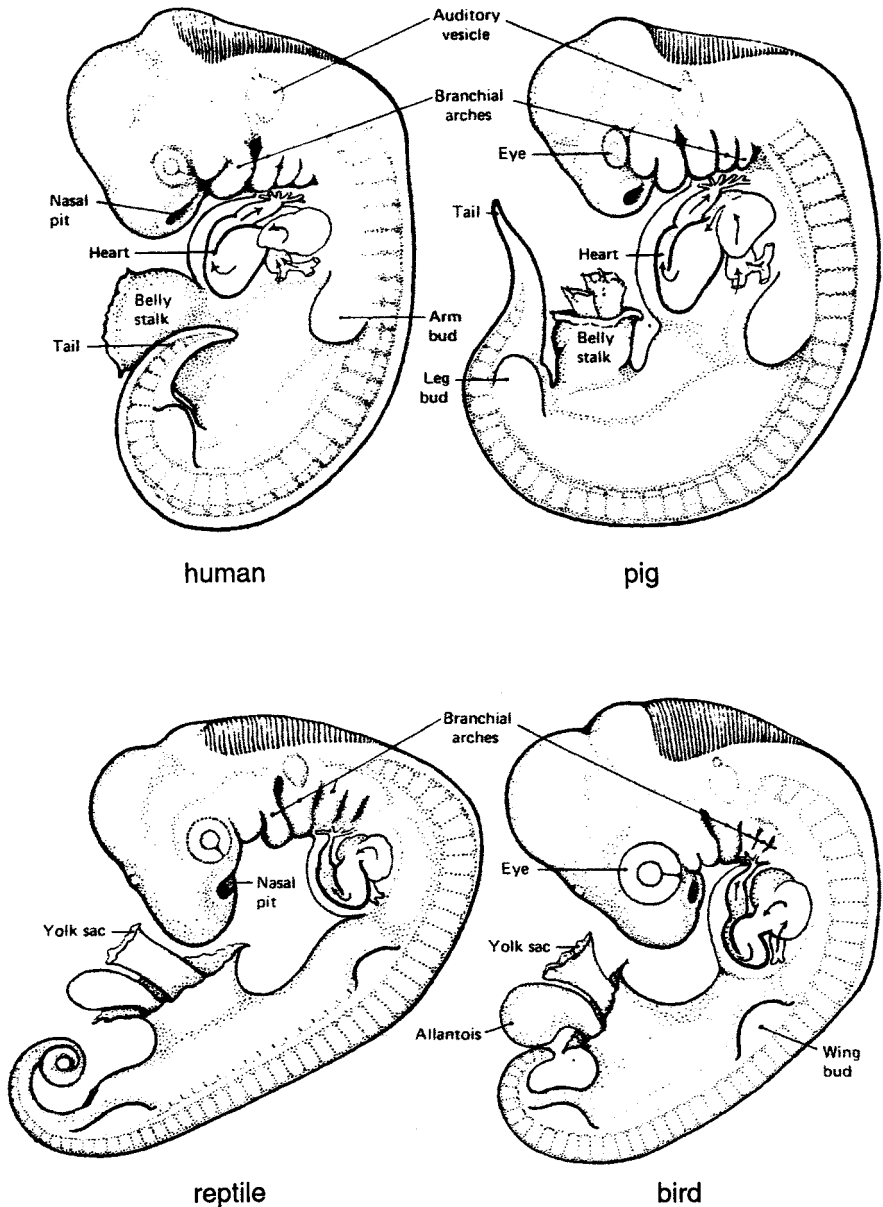 Auditory
vesicle
Branchial
arches
Eye
Nasal
pit
Tail
Heart
Heart
Belly
stalk
Arm
bud
Tail
Belly
stalk
Leg
bud
human
pig
Branchial
arches
Eye
Nasal
pit
Yolk sac
Yolk sac
Allantois
Wing
bud
reptile
bird